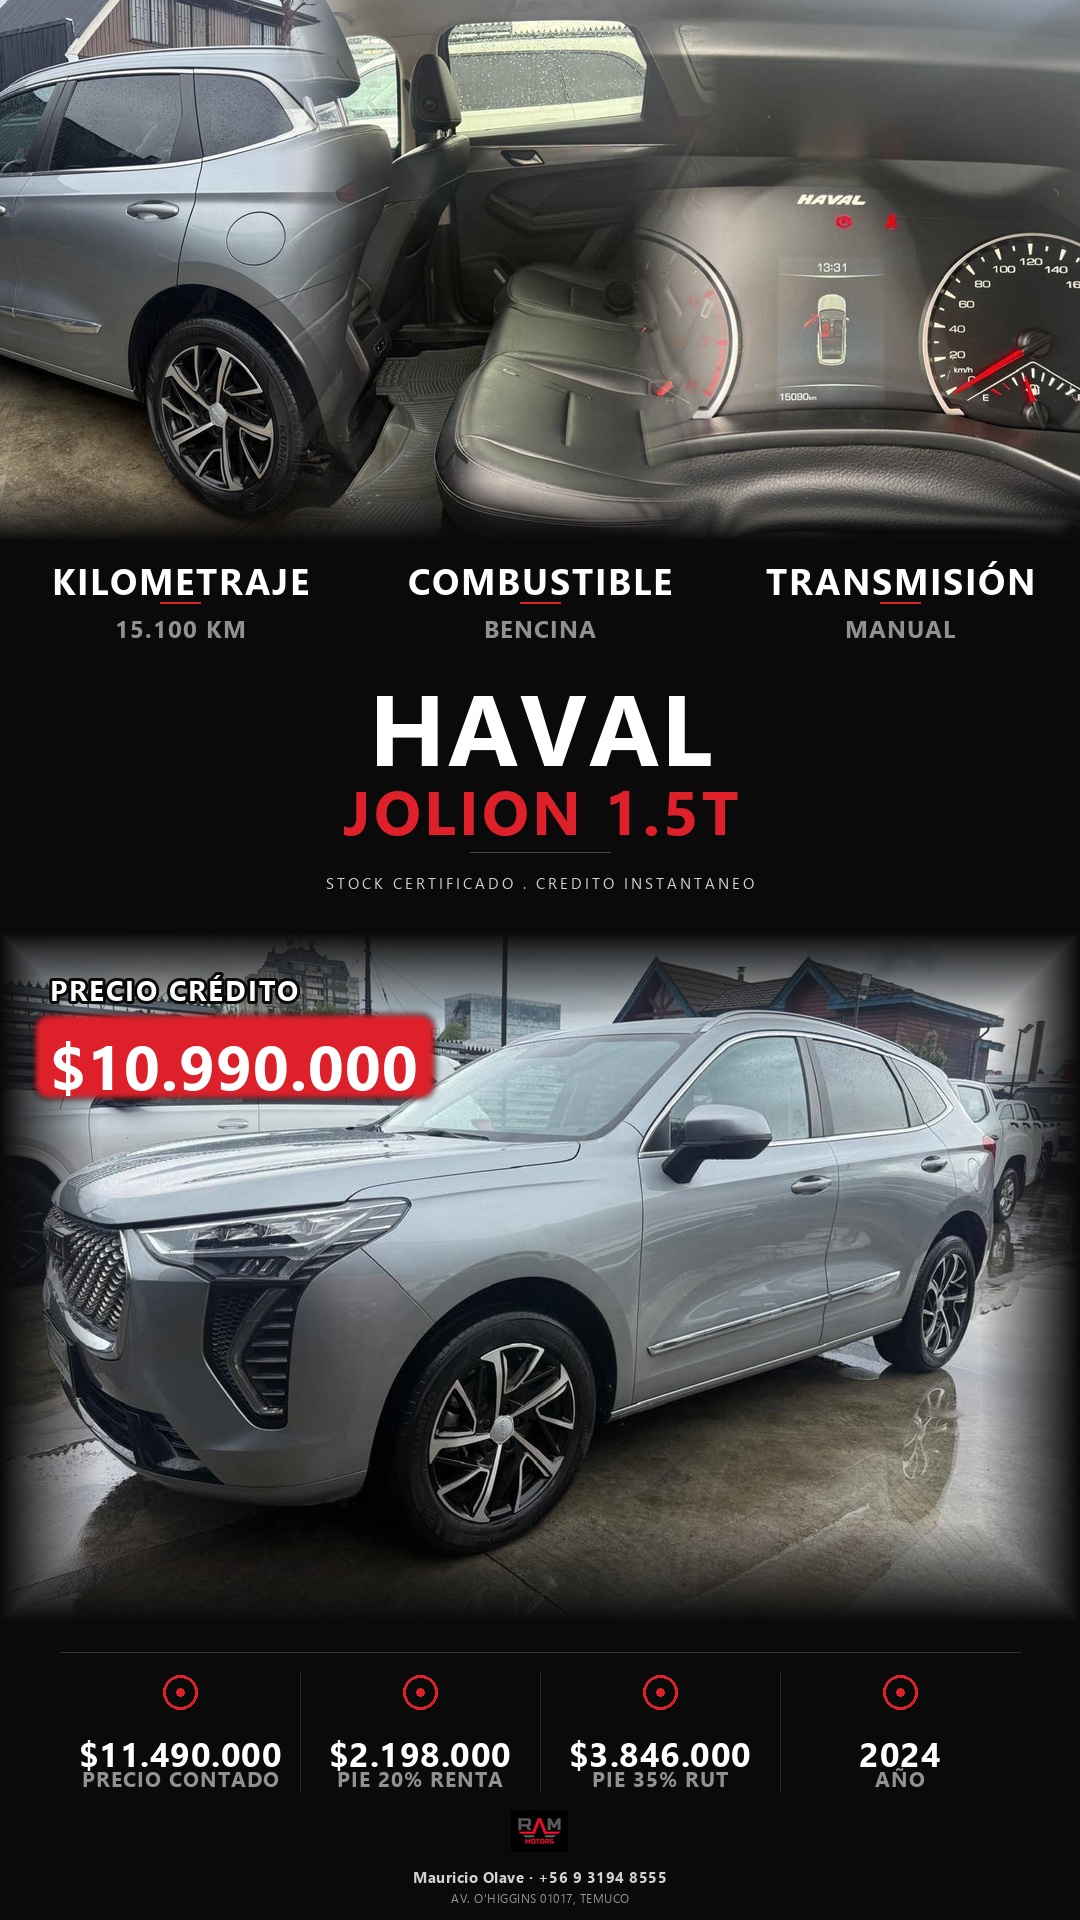 HAVAL
13:31
15090km
100 120 140
80
60
40
20
km/h
0
E
KILOMETRAJE
15.100 KM
COMBUSTIBLE
BENCINA
TRANSMISIÓN
MANUAL
HAVAL
JOLION 1.5T
STOCK CERTIFICADO . CREDITO INSTANTANEO
PRECIO CRÉDITO
$10.990.000
$11.490.000
PRECIO CONTADO
$2.198.000
PIE 20% RENTA
$3.846.000
PIE 35% RUT
2024
AÑO
RAM
MOTORS
Mauricio Olave · +56 9 3194 8555
AV. O'HIGGINS 01017, TEMUCO